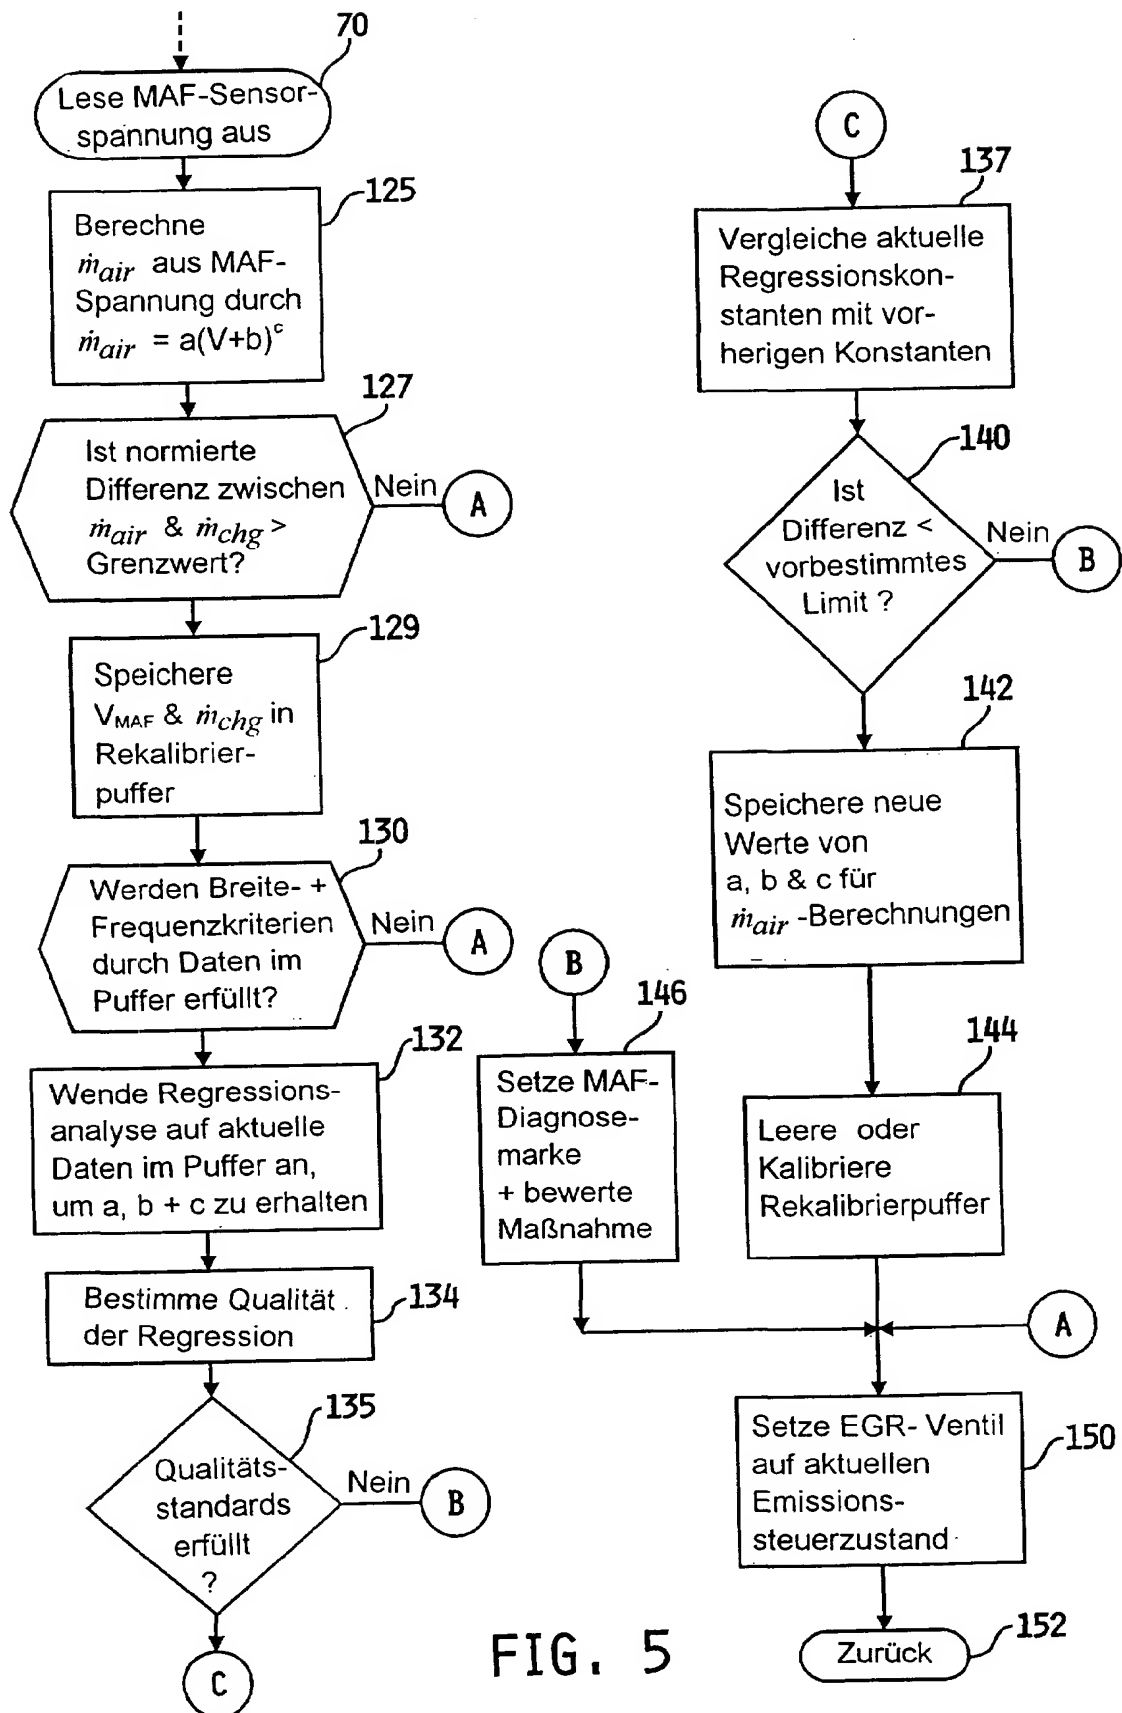 70
Lese MAF-Sensor-
spannung aus
125
Berechne
ṁair aus MAF-
Spannung durch
ṁair = a(V+b)^c
127
Ist normierte
Differenz zwischen
ṁair & ṁchg >
Grenzwert?
Nein
A
129
Speichere
VMAF & ṁchg in
Rekalibrier-
puffer
130
Werden Breite- +
Frequenzkriterien
durch Daten im
Puffer erfüllt?
Nein
A
132
Wende Regressions-
analyse auf aktuelle
Daten im Puffer an,
um a, b + c zu erhalten
134
Bestimme Qualität
der Regression
135
Qualitäts-
standards
erfüllt
?
Nein
B
C
B
146
Setze MAF-
Diagnose-
marke
+ bewerte
Maßnahme
C
137
Vergleiche aktuelle
Regressionskon-
stanten mit vor-
herigen Konstanten
140
Ist
Differenz <
vorbestimmtes
Limit ?
Nein
B
142
Speichere neue
Werte von
a, b & c für
ṁair -Berechnungen
144
Leere oder
Kalibriere
Rekalibrierpuffer
A
150
Setze EGR- Ventil
auf aktuellen
Emissions-
steuerzustand
152
Zurück
FIG. 5